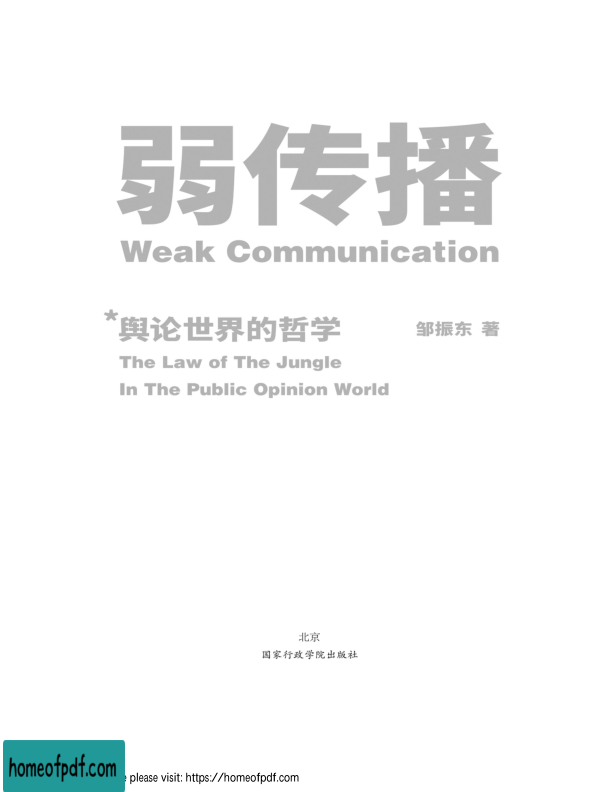 弱传播
Weak Communication
*舆论世界的哲学 邹振东 著
The Law of The Jungle
In The Public Opinion World
北京
国家行政学院出版社
homeofpdf.com
please visit: https://homeofpdf.com